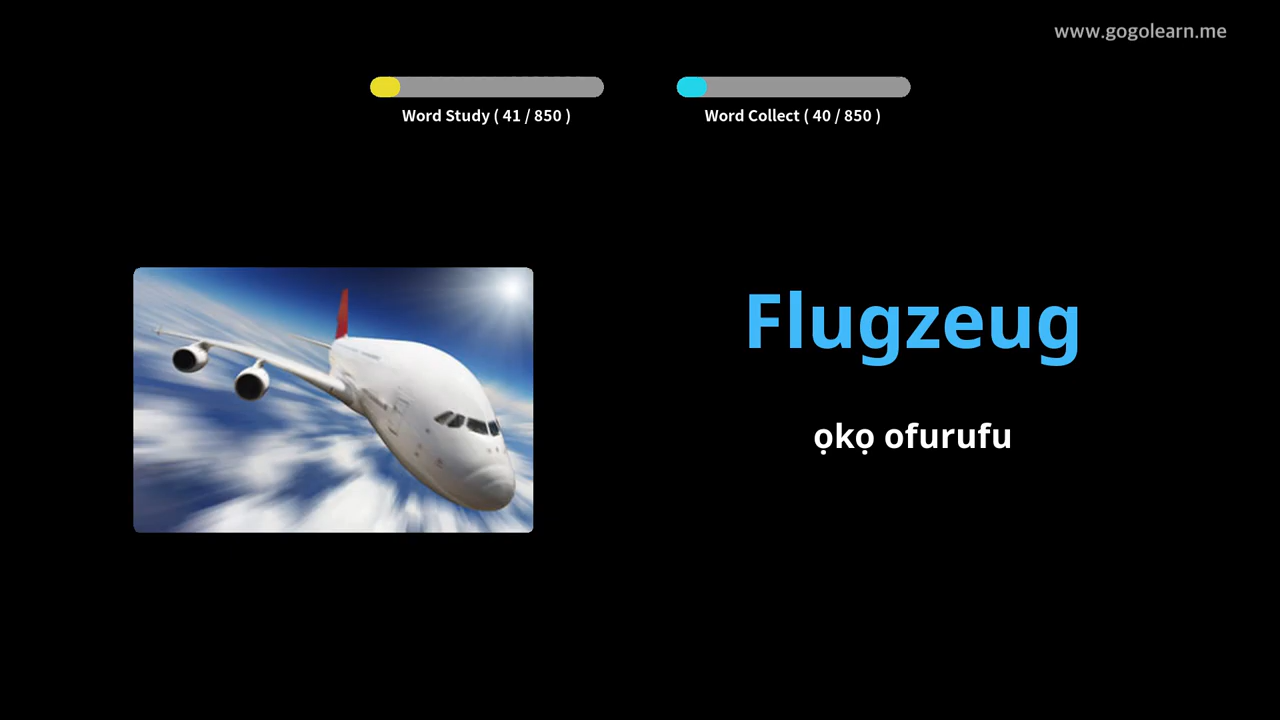 www.gogolearn.me
Word Study ( 41 / 850 )
Word Collect ( 40 / 850 )
Flugzeug
ọkọ ofurufu